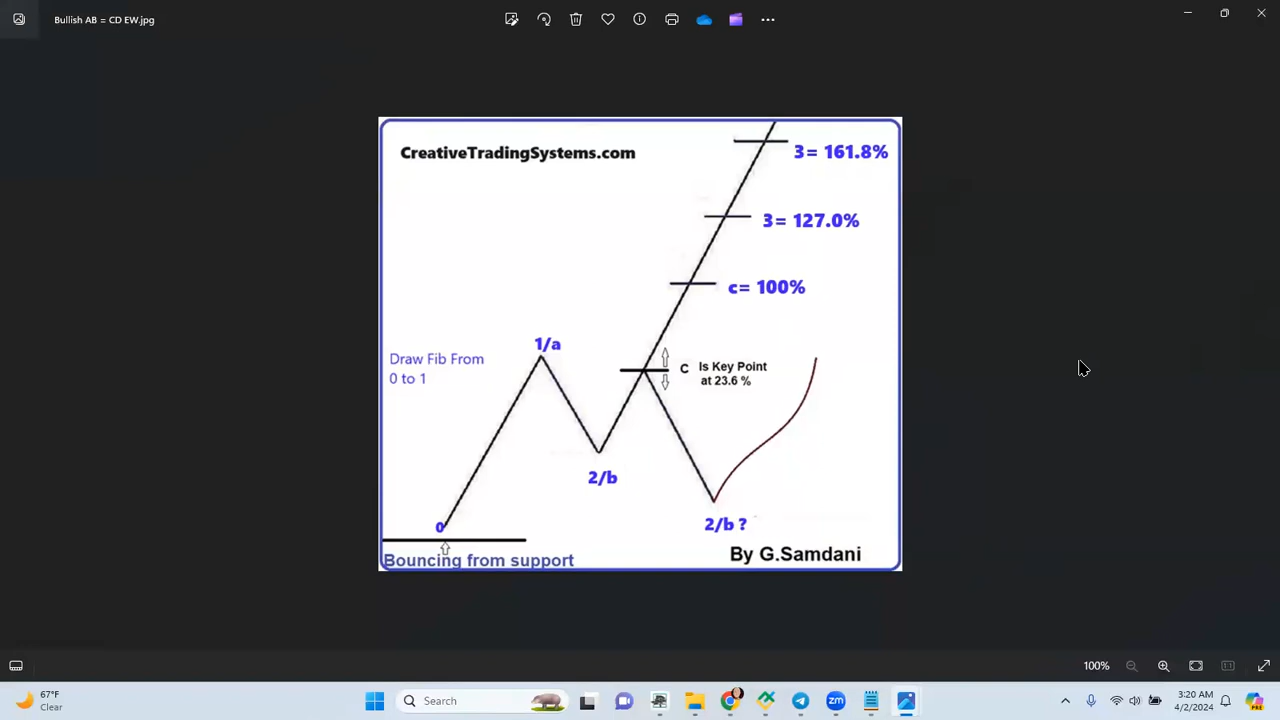 Bullish AB = CD EW.jpg
CreativeTradingSystems.com
3= 161.8%
3= 127.0%
c= 100%
1/a
Draw Fib From
0 to 1
C Is Key Point
at 23.6 %
2/b
0
2/b ?
Bouncing from support
By G.Samdani
100%
67°F
Clear
Search
zm
3:20 AM
4/2/2024